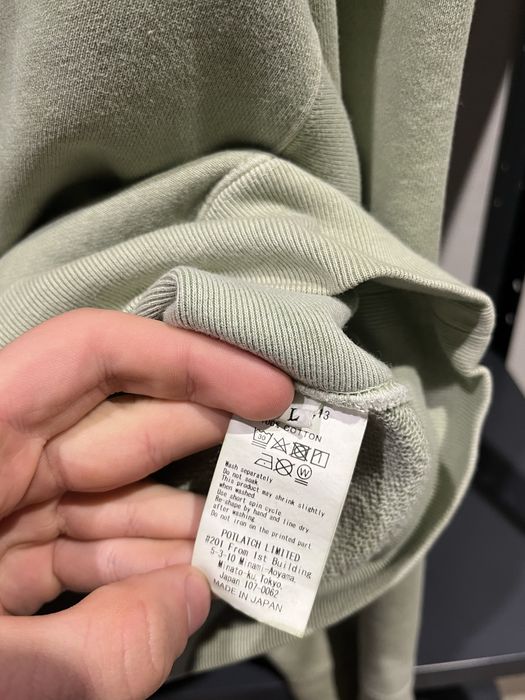 L 13
COTTON
30
W
Wash separately
Do not soak
This product may shrink slightly
when washed
Use short spin cycle
Re-shape by hand and line dry
after washing
Do not iron on the printed part
POTLATCH LIMITED
#201 From 1st Building
5-3-10 Minami-Aoyama,
Minato-ku, Tokyo,
Japan 107-0062
MADE IN JAPAN